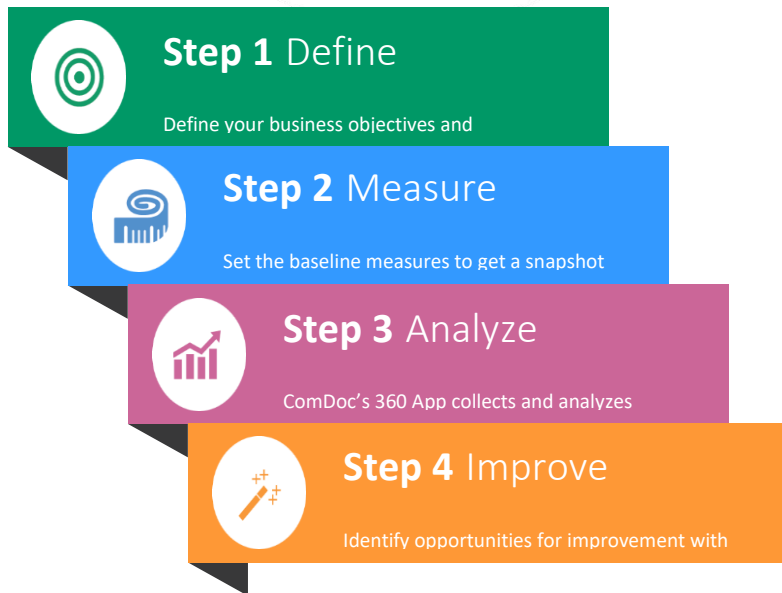 Step 1 Define
Define your business objectives and
Step 2 Measure
Set the baseline measures to get a snapshot
Step 3 Analyze
ComDoc’s 360 App collects and analyzes
Step 4 Improve
Identify opportunities for improvement with